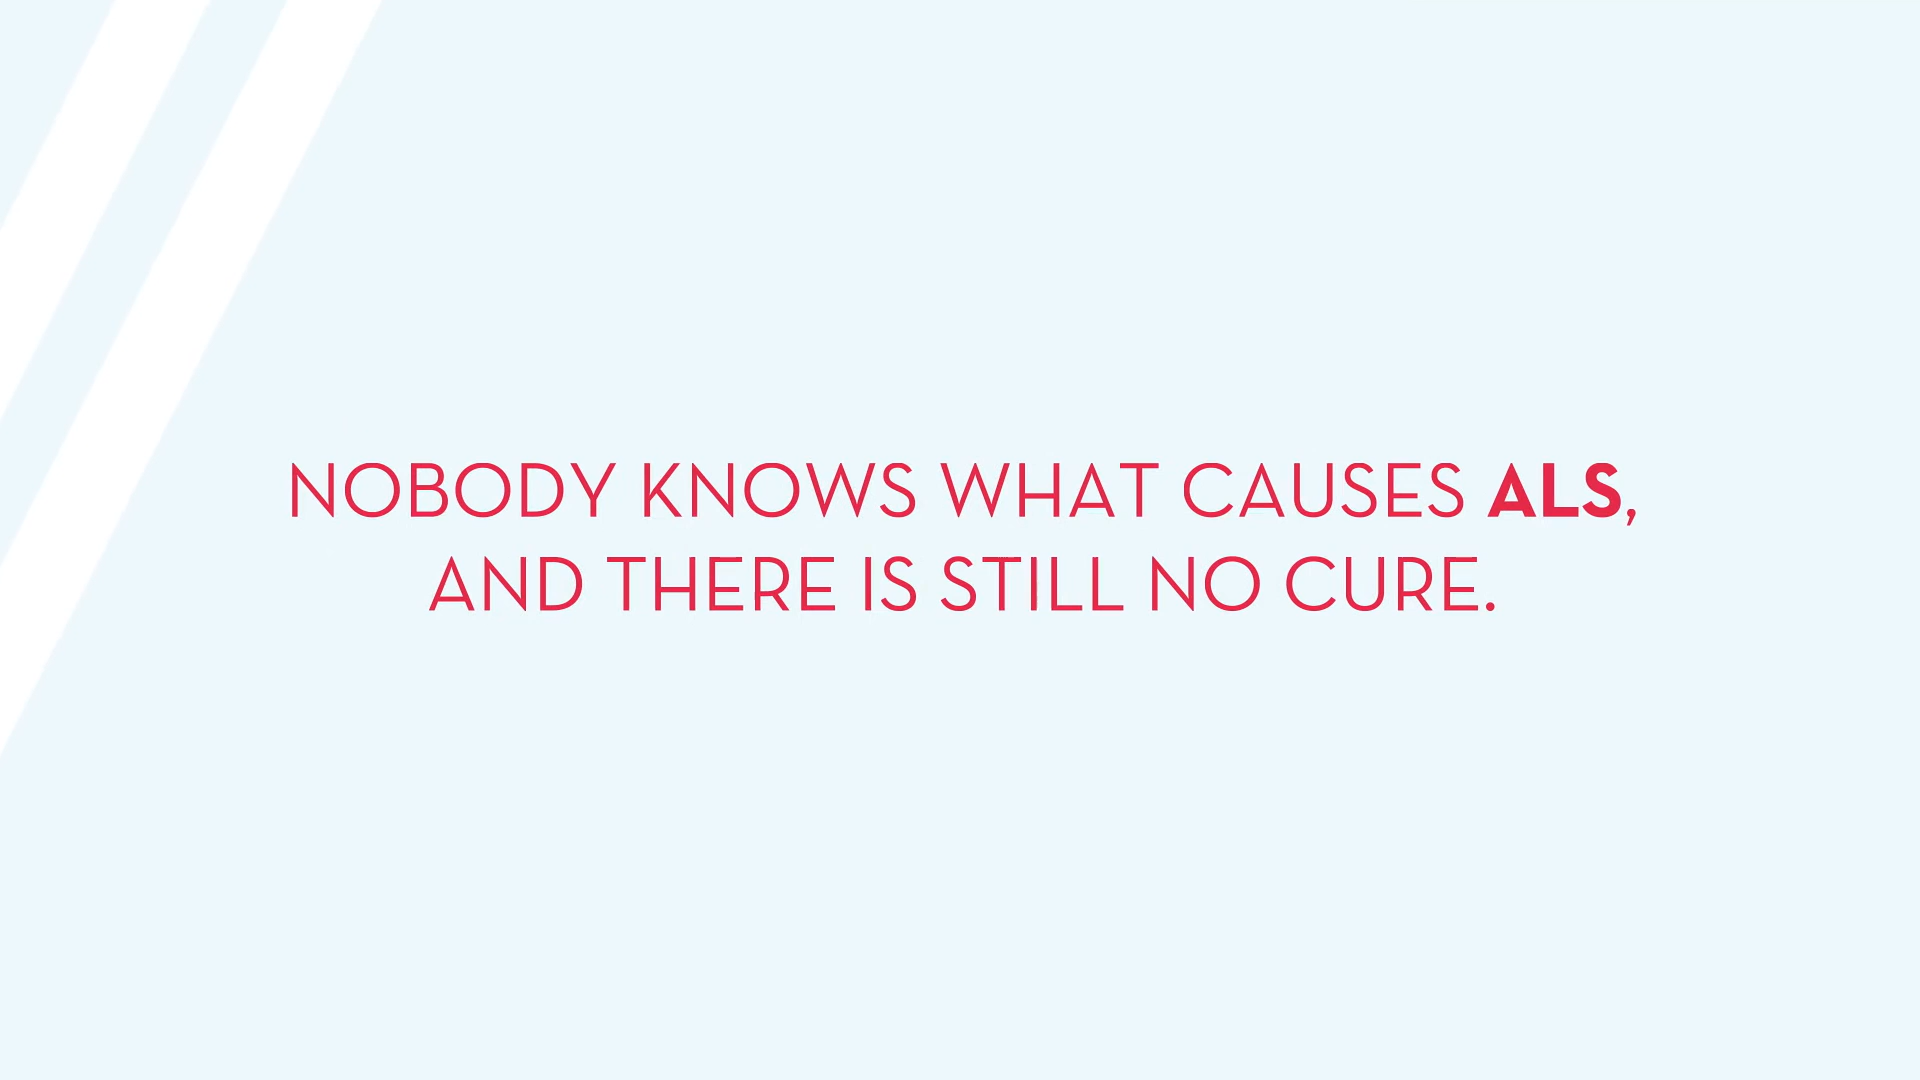 NOBODY KNOWS WHAT CAUSES ALS,
AND THERE IS STILL NO CURE.